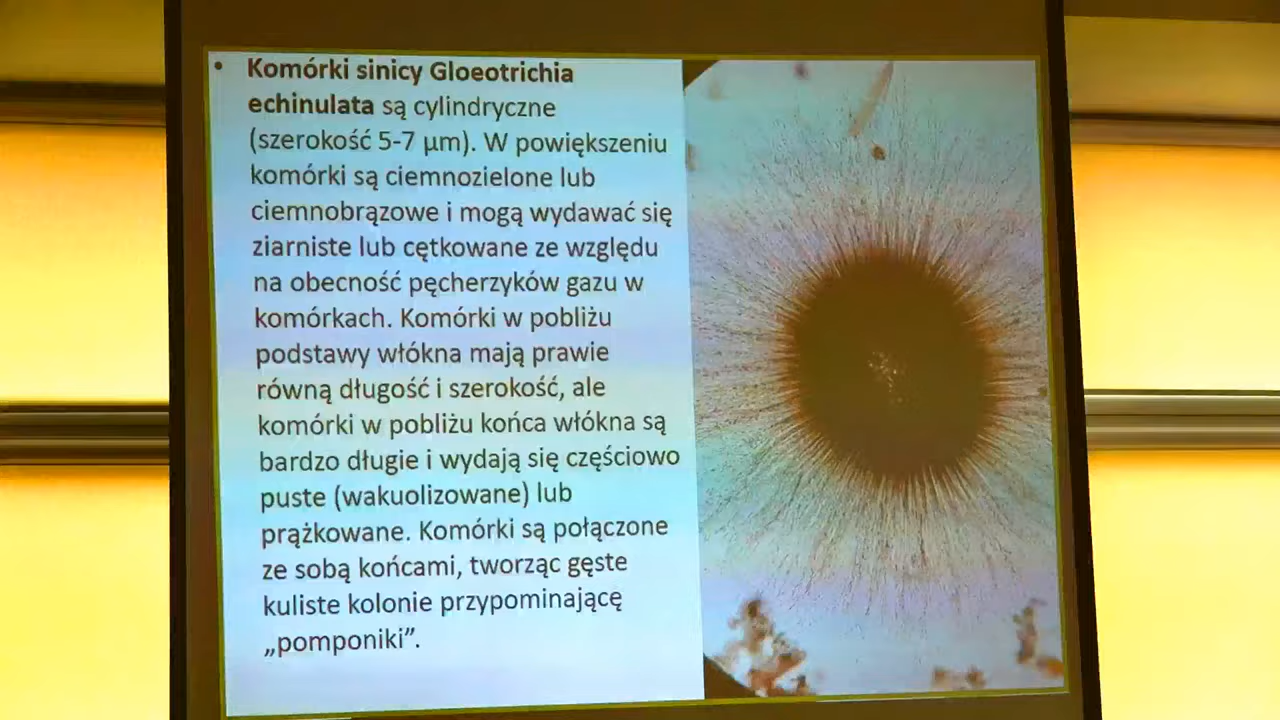 • Komórki sinicy Gloeotrichia
echinulata są cylindryczne
(szerokość 5-7 µm). W powiększeniu
komórki są ciemnozielone lub
ciemnobrązowe i mogą wydawać się
ziarniste lub cętkowane ze względu
na obecność pęcherzyków gazu w
komórkach. Komórki w pobliżu
podstawy włókna mają prawie
równą długość i szerokość, ale
komórki w pobliżu końca włókna są
bardzo długie i wydają się częściowo
puste (wakuolizowane) lub
prążkowane. Komórki są połączone
ze sobą końcami, tworząc gęste
kuliste kolonie przypominającę
„pomponiki”.